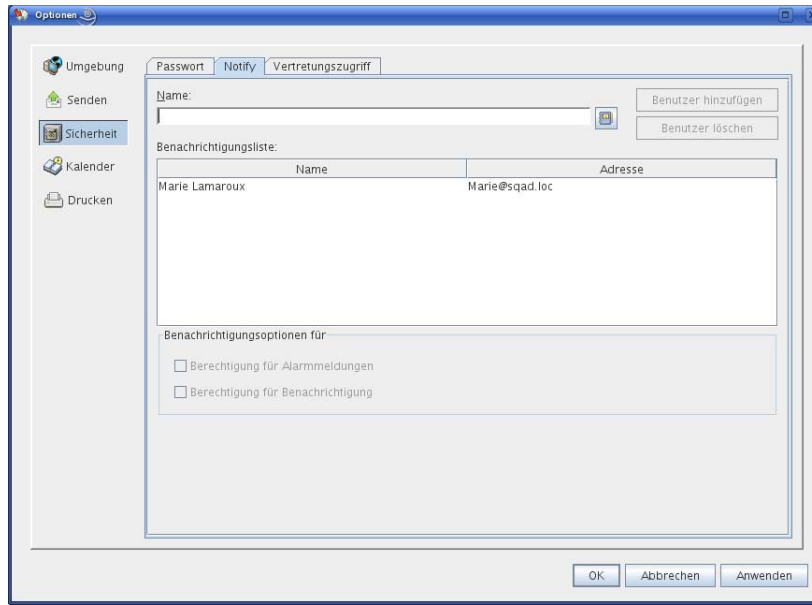 Optionen
Umgebung
Senden
Sicherheit
Kalender
Drucken
Passwort
Notify
Vertretungszugriff
Name:
Benutzer hinzufügen
Benutzer löschen
Benachrichtigungsliste:
Name Adresse
Marie Lamaroux Marie@sqad.loc
Benachrichtigungsoptionen für
Berechtigung für Alarmmeldungen
Berechtigung für Benachrichtigung
OK
Abbrechen
Anwenden